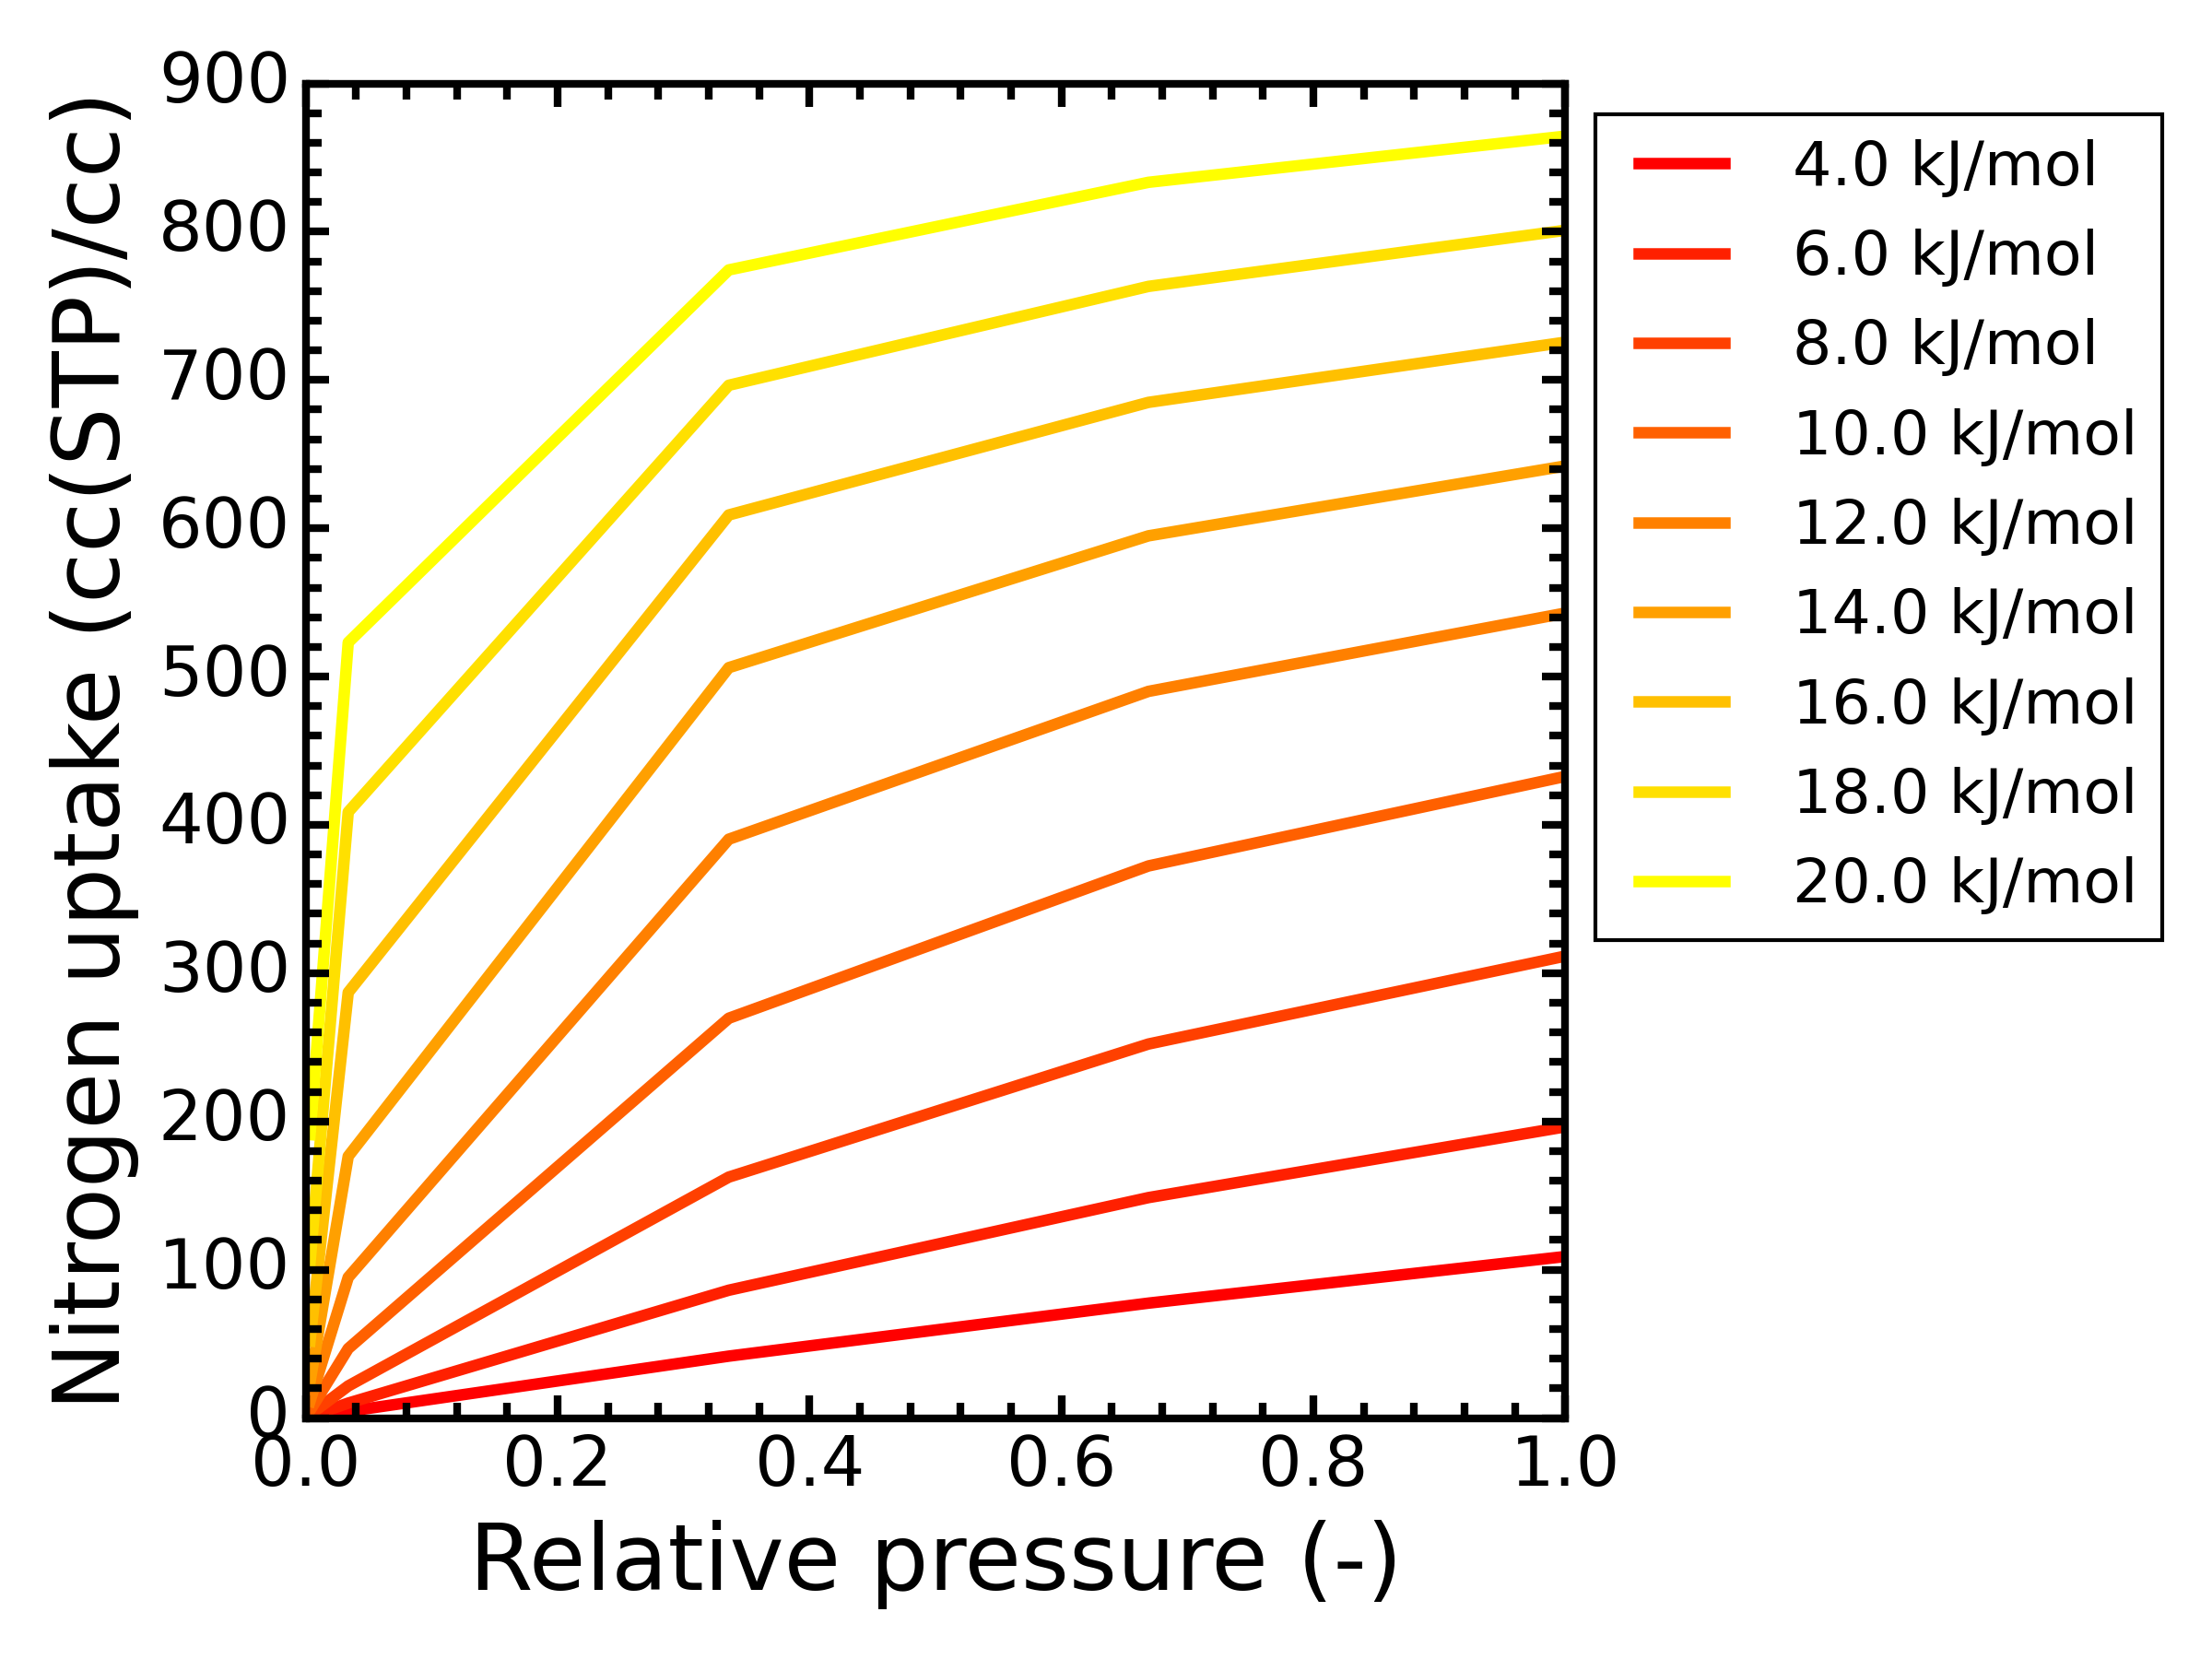 Nitrogen uptake (cc(STP)/cc)
900
800
700
600
500
400
300
200
100
0
0.0 0.2 0.4 0.6 0.8 1.0
Relative pressure (-)
4.0 kJ/mol
6.0 kJ/mol
8.0 kJ/mol
10.0 kJ/mol
12.0 kJ/mol
14.0 kJ/mol
16.0 kJ/mol
18.0 kJ/mol
20.0 kJ/mol